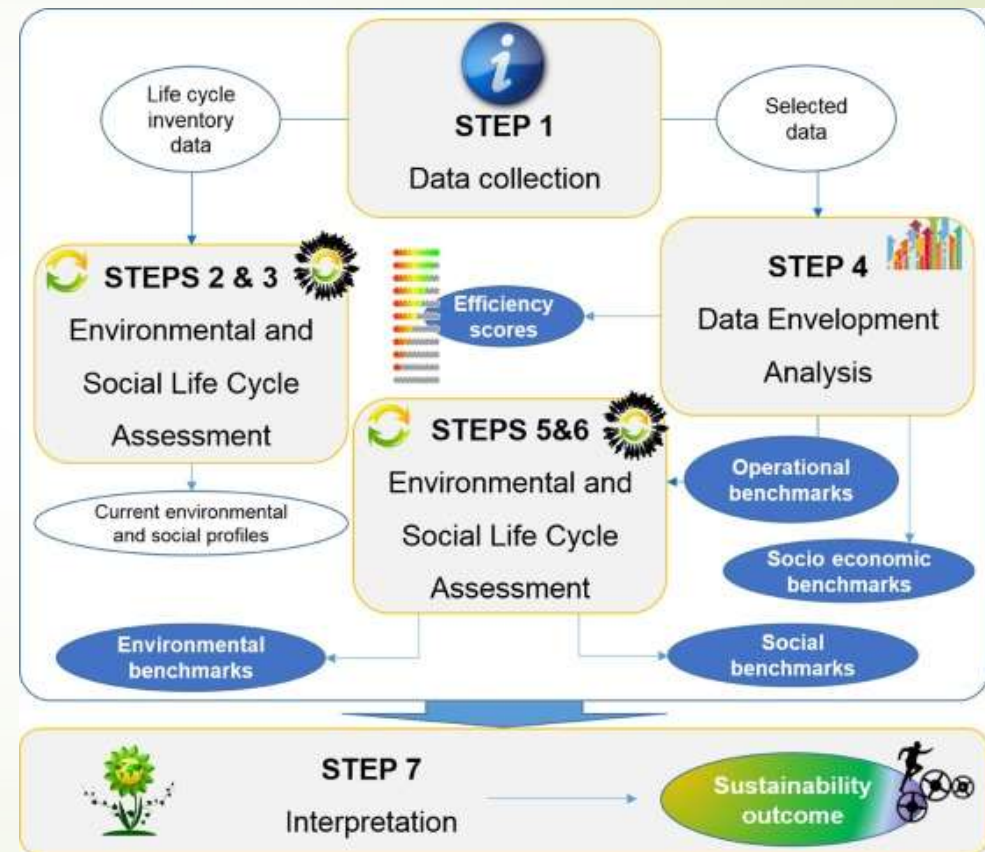 STEP 1
Data collection
Life cycle
inventory
data
Selected
data
STEPS 2 & 3
Environmental and
Social Life Cycle
Assessment
Efficiency
scores
STEP 4
Data Envelopment
Analysis
STEPS 5&6
Environmental and
Social Life Cycle
Assessment
Operational
benchmarks
Current environmental
and social profiles
Socio economic
benchmarks
Environmental
benchmarks
Social
benchmarks
STEP 7
Interpretation
Sustainability
outcome